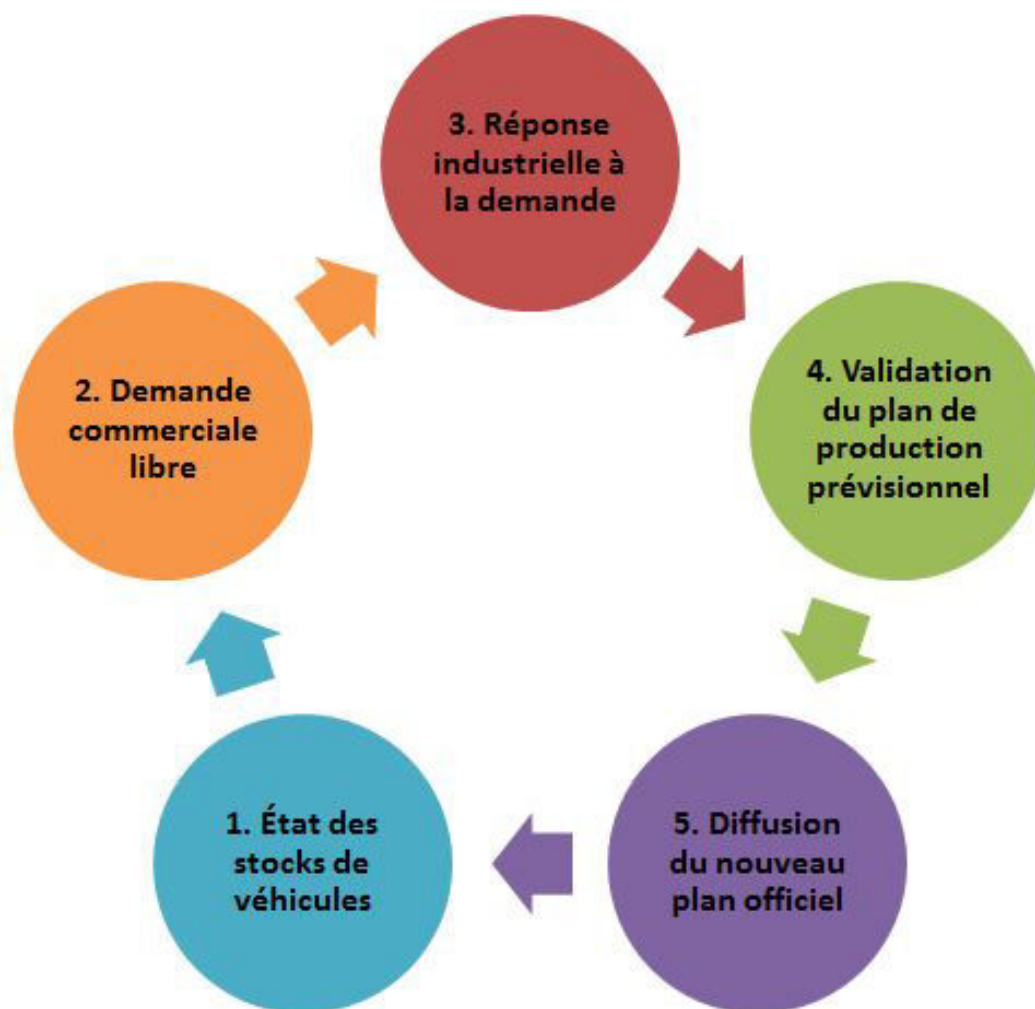 3. Réponse
industrielle à
la demande
2. Demande
commerciale
libre
4. Validation
du plan de
production
prévisionnel
1. État des
stocks de
véhicules
5. Diffusion
du nouveau
plan officiel